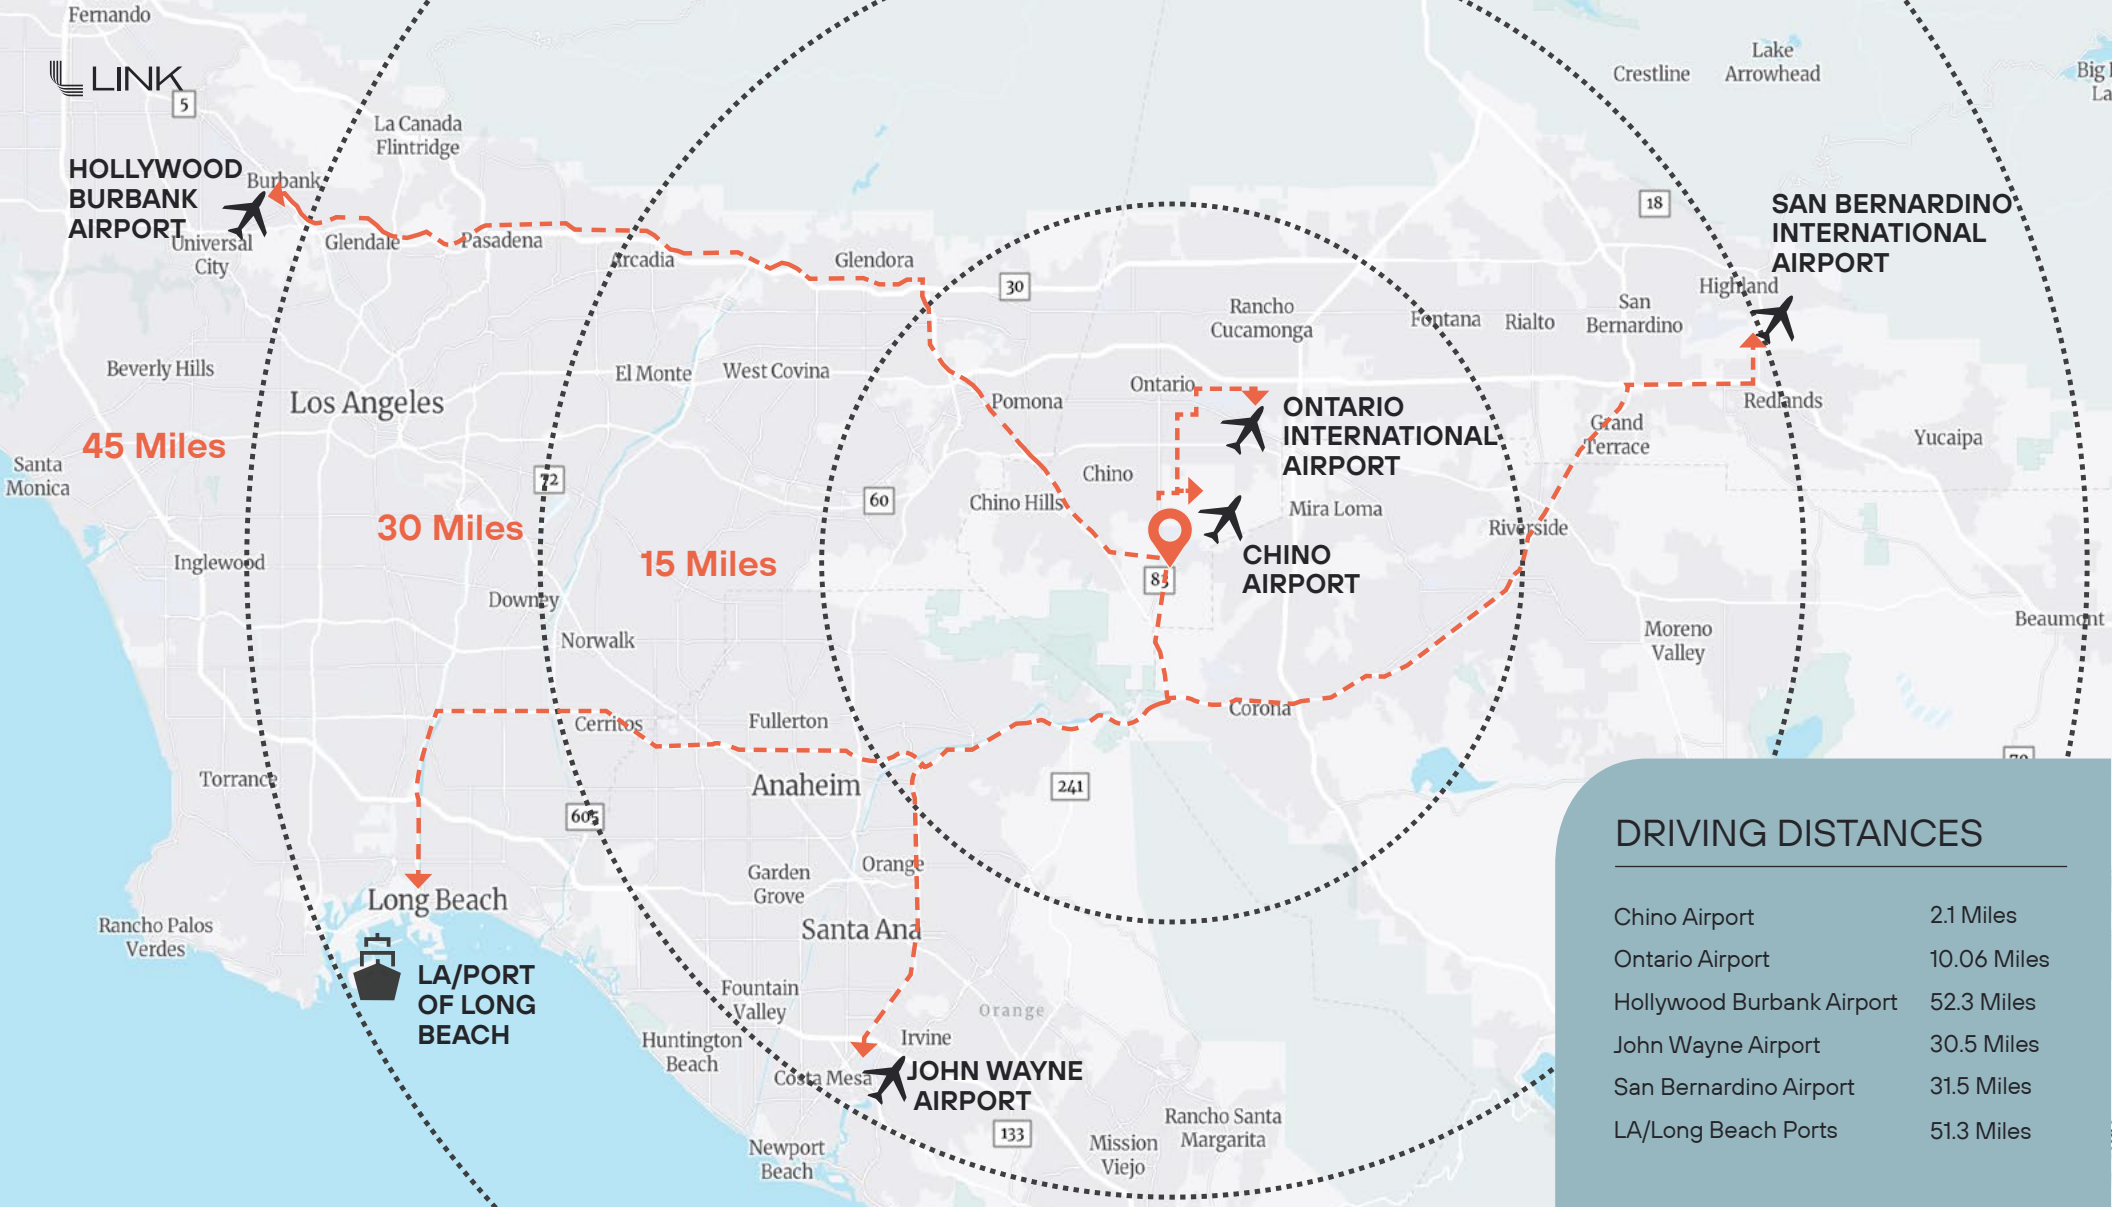 Fernando
LINK
5
La Canada
Flintridge
HOLLYWOOD
BURBANK
AIRPORT
Burbank
Universal
City
Glendale
Pasadena
Arcadia
Glendora
30
Crestline
Lake
Arrowhead
Big
La
18
SAN BERNARDINO
INTERNATIONAL
AIRPORT
Highland
San
Bernardino
Rialto
Fontana
Rancho
Cucamonga
Beverly Hills
Los Angeles
El Monte
West Covina
Pomona
Ontario
ONTARIO
INTERNATIONAL
AIRPORT
Grand
Terrace
Redlands
Yucaipa
45 Miles
Santa
Monica
72
60
Chino
Chino Hills
Mira Loma
Riverside
30 Miles
15 Miles
Inglewood
Downey
Norwalk
83
CHINO
AIRPORT
Moreno
Valley
Beaumont
Corona
Cerritos
Fullerton
Anaheim
Torrance
605
241
Garden
Grove
Orange
Long Beach
Santa Ana
Rancho Palos
Verdes
LA/PORT
OF LONG
BEACH
Fountain
Valley
Orange
Huntington
Beach
Irvine
Costa Mesa
JOHN WAYNE
AIRPORT
133
Newport
Beach
Mission
Viejo
Rancho Santa
Margarita
DRIVING DISTANCES
Chino Airport 2.1 Miles
Ontario Airport 10.06 Miles
Hollywood Burbank Airport 52.3 Miles
John Wayne Airport 30.5 Miles
San Bernardino Airport 31.5 Miles
LA/Long Beach Ports 51.3 Miles